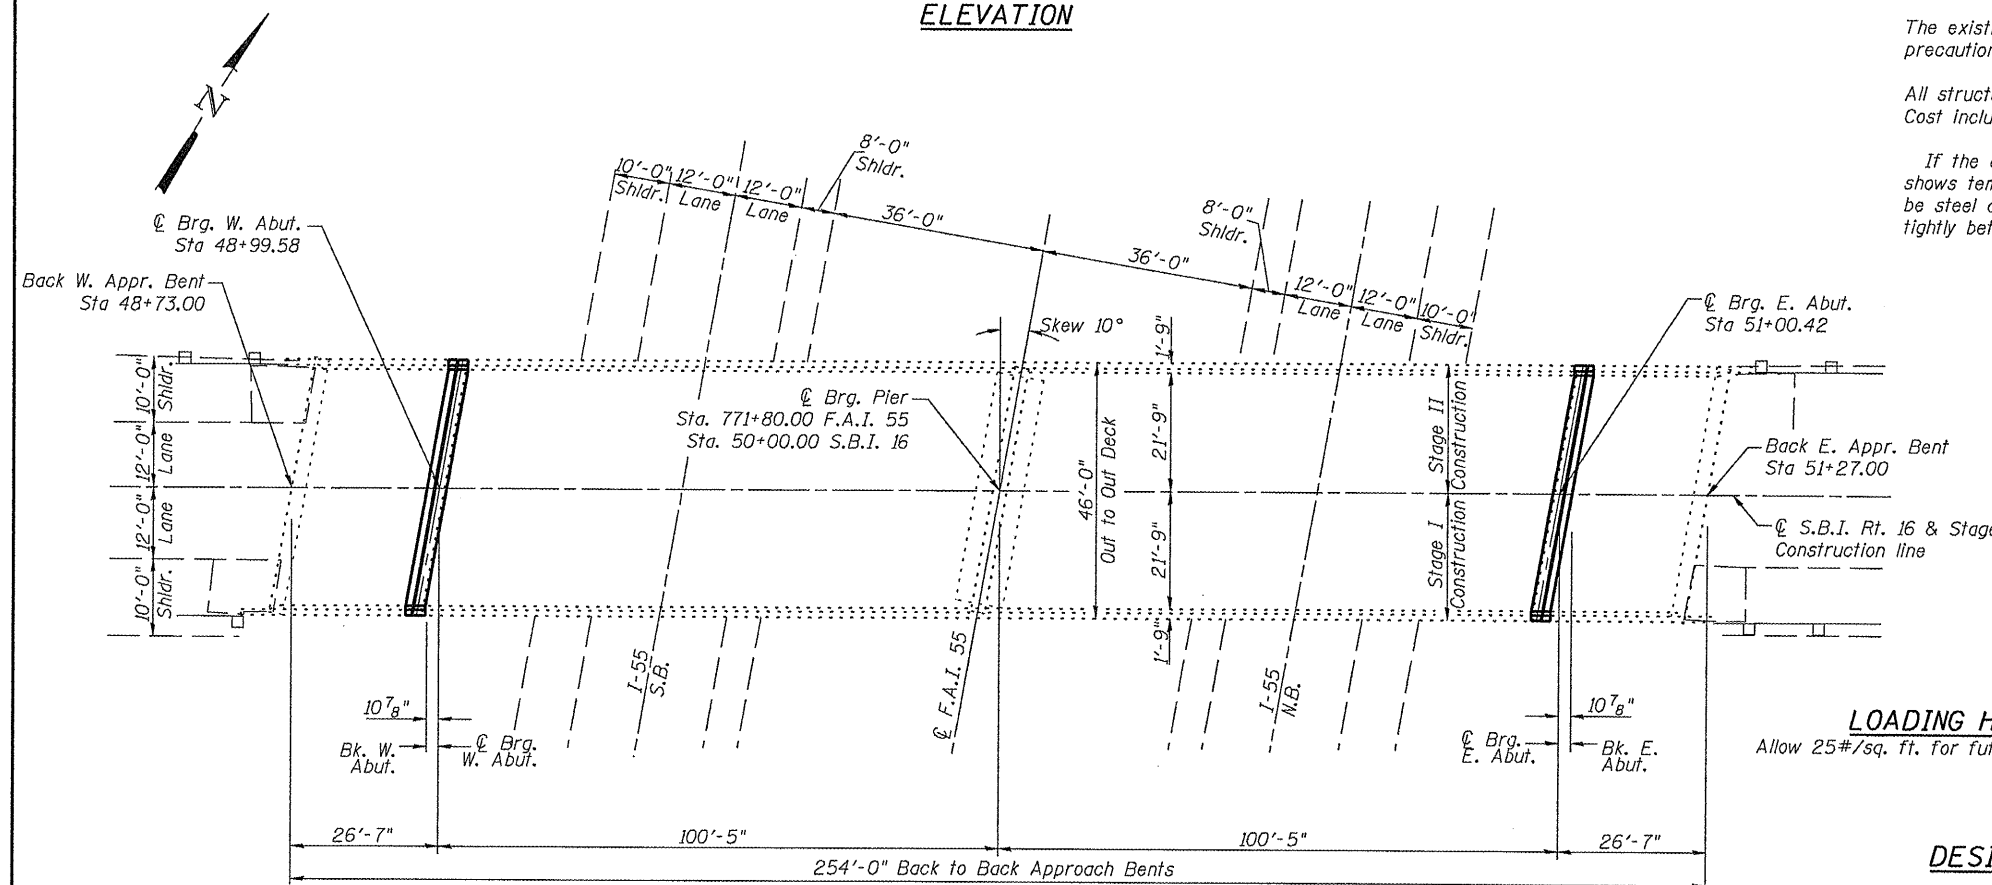 ELEVATION
The exist
precaution
All struct
Cost inclu
If the
shows tem
be steel
tightly be
N
10'-0" Shldr.
12'-0" Lane
12'-0" Lane
8'-0" Shldr.
36'-0"
36'-0"
8'-0" Shldr.
12'-0" Lane
12'-0" Lane
10'-0" Shldr.
℄ Brg. W. Abut.
Sta 48+99.58
Back W. Appr. Bent
Sta 48+73.00
Skew 10°
℄ Brg. E. Abut.
Sta 51+00.42
10'-0" Shldr.
12'-0" Lane
12'-0" Lane
10'-0" Shldr.
℄ Brg. Pier
Sta. 771+80.00 F.A.I. 55
Sta. 50+00.00 S.B.I. 16
46'-0"
Out to Out Deck
1'-9"
21'-9"
21'-9"
1'-9"
Stage II
Construction
Stage I
Construction
Back E. Appr. Bent
Sta 51+27.00
℄ S.B.I. Rt. 16 & Stage
Construction line
I-55
S.B.
℄ F.A.I. 55
I-55
N.B.
10 7/8"
Bk. W.
Abut.
℄ Brg.
W. Abut.
10 7/8"
℄ Brg.
E. Abut.
Bk. E.
Abut.
LOADING H
Allow 25#/sq. ft. for fut
26'-7"
100'-5"
100'-5"
26'-7"
254'-0" Back to Back Approach Bents
DESI